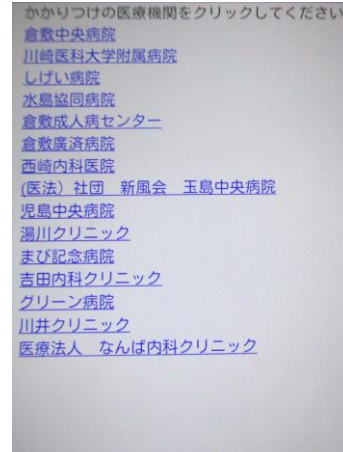 かかりつけの医療機関をクリックしてください
倉敷中央病院
川崎医科大学附属病院
しげい病院
水島協同病院
倉敷成人病センター
倉敷廣済病院
西崎内科医院
(医法）社団　新風会　玉島中央病院
児島中央病院
湯川クリニック
まび記念病院
吉田内科クリニック
グリーン病院
川井クリニック
医療法人　なんば内科クリニック